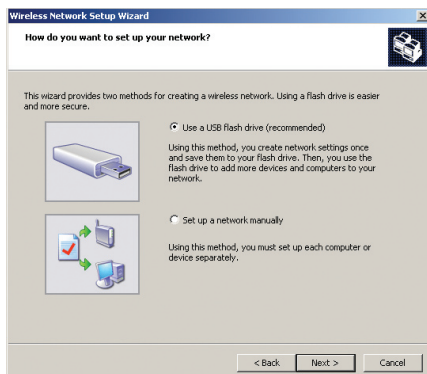 Wireless Network Setup Wizard
How do you want to set up your network?
This wizard provides two methods for creating a wireless network. Using a flash drive is easier
and more secure.
Use a USB flash drive (recommended)
Using this method, you create network settings once
and save them to your flash drive. Then, you use the
flash drive to add more devices and computers to your
network.
Set up a network manually
Using this method, you must set up each computer or
device separately.
< Back
Next >
Cancel